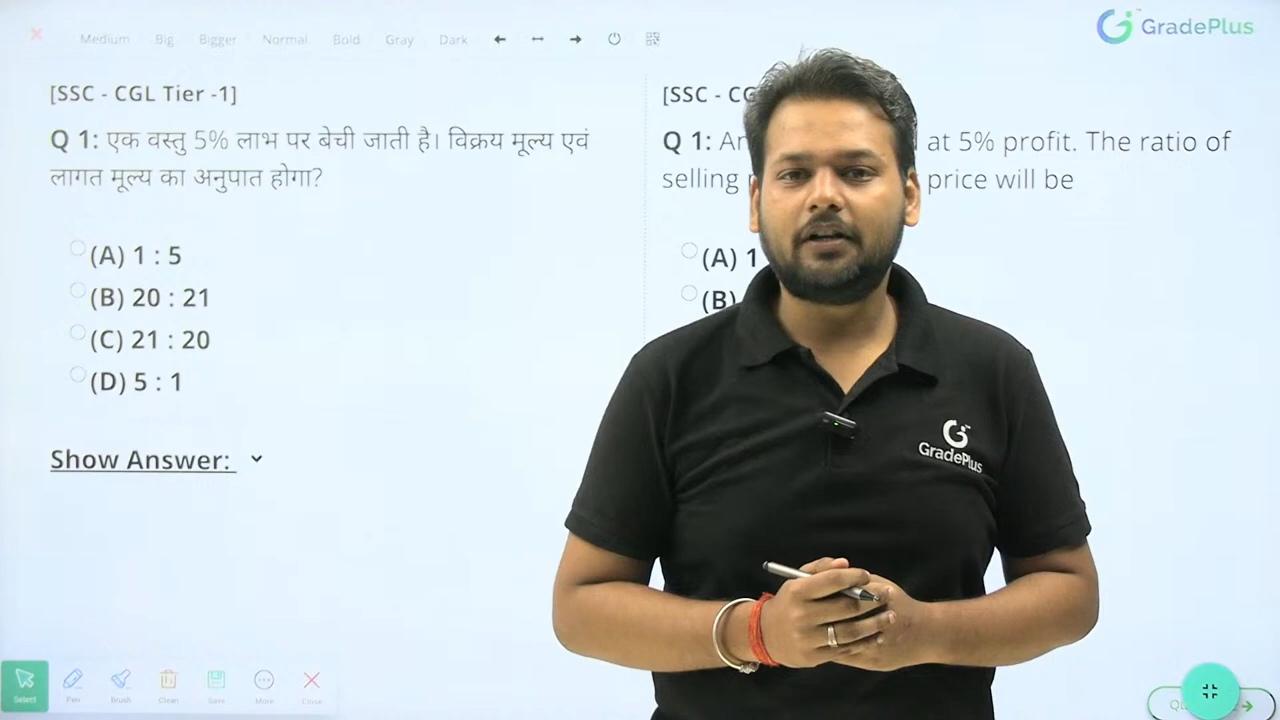 Medium Big Bigger Normal Bold Gray Dark
GradePlus
[SSC - CGL Tier -1]
Q 1: एक वस्तु 5% लाभ पर बेची जाती है। विक्रय मूल्य एवं
लागत मूल्य का अनुपात होगा?
(A) 1 : 5
(B) 20 : 21
(C) 21 : 20
(D) 5 : 1
Show Answer:
[SSC - CG
Q 1: An at 5% profit. The ratio of
selling price will be
(A) 1
(B)
GradePlus
Select Pen Brush Clean Save More Close